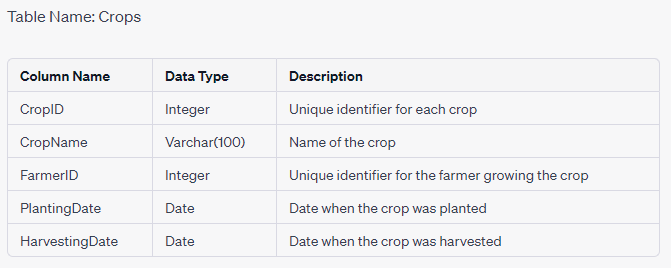 Table Name: Crops
Column Name Data Type Description
CropID Integer Unique identifier for each crop
CropName Varchar(100) Name of the crop
FarmerID Integer Unique identifier for the farmer growing the crop
PlantingDate Date Date when the crop was planted
HarvestingDate Date Date when the crop was harvested